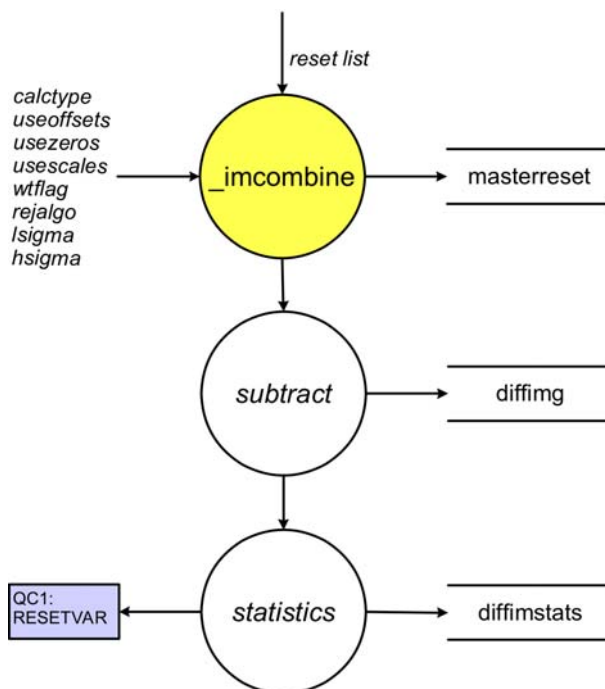 reset list
calctype
useoffsets
usezeros
usescales
wtflag
rejalgo
lsigma
hsigma
_imcombine
masterreset
subtract
diffimg
QC1:
RESETVAR
statistics
diffimstats